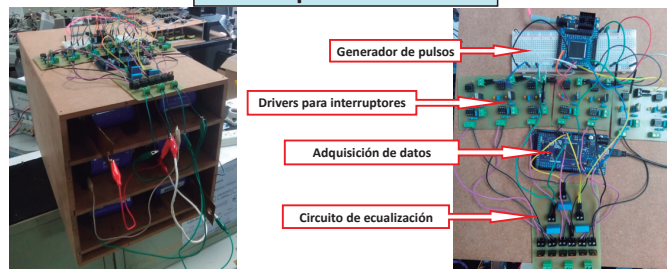 Generador de pulsos
Drivers para interruptores
Adquisición de datos
Circuito de ecualización